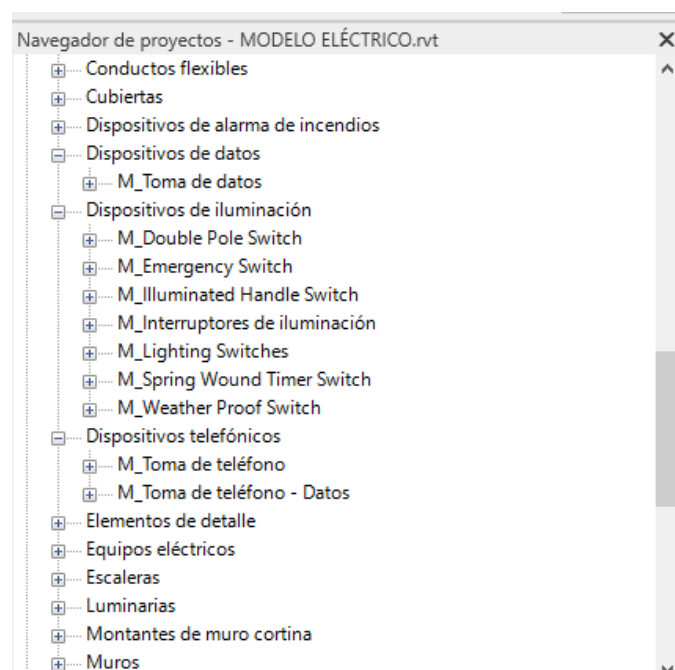 Navegador de proyectos - MODELO ELÉCTRICO.rvt
Conductos flexibles
Cubiertas
Dispositivos de alarma de incendios
Dispositivos de datos
M_Toma de datos
Dispositivos de iluminación
M_Double Pole Switch
M_Emergency Switch
M_Illuminated Handle Switch
M_Interruptores de iluminación
M_Lighting Switches
M_Spring Wound Timer Switch
M_Weather Proof Switch
Dispositivos telefónicos
M_Toma de teléfono
M_Toma de teléfono - Datos
Elementos de detalle
Equipos eléctricos
Escaleras
Luminarias
Montantes de muro cortina
Muros